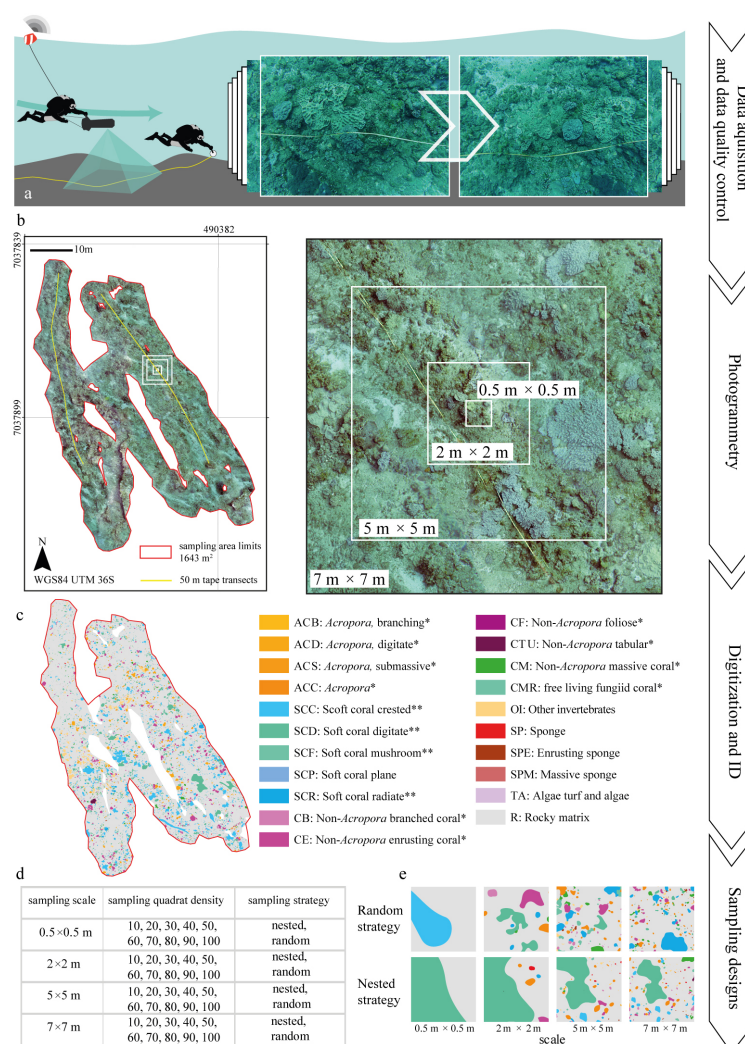 Data aquisition
and data quality control
a
b
490382
7037839
10m
7037899
N
WGS84 UTM 36S
sampling area limits
1643 m²
50 m tape transects
0.5 m × 0.5 m
2 m × 2 m
5 m × 5 m
7 m × 7 m
Photogrammetry
c
ACB: Acropora, branching*
ACD: Acropora, digitate*
ACS: Acropora, submassive*
ACC: Acropora*
SCC: Scoft coral crested**
SCD: Soft coral digitate**
SCF: Soft coral mushroom**
SCP: Soft coral plane
SCR: Soft coral radiate**
CB: Non-Acropora branched coral*
CE: Non-Acropora enrusting coral*
CF: Non-Acropora foliose*
CTU: Non-Acropora tabular*
CM: Non-Acropora massive coral*
CMR: free living fungiid coral*
OI: Other invertebrates
SP: Sponge
SPE: Enrusting sponge
SPM: Massive sponge
TA: Algae turf and algae
R: Rocky matrix
Digitization and ID
d
sampling scale sampling quadrat density sampling strategy
0.5×0.5 m 10, 20, 30, 40, 50, nested,
60, 70, 80, 90, 100 random
2×2 m 10, 20, 30, 40, 50, nested,
60, 70, 80, 90, 100 random
5×5 m 10, 20, 30, 40, 50, nested,
60, 70, 80, 90, 100 random
7×7 m 10, 20, 30, 40, 50, nested,
60, 70, 80, 90, 100 random
e
Random
strategy
Nested
strategy
0.5 m × 0.5 m 2 m × 2 m 5 m × 5 m 7 m × 7 m
scale
Sampling designs